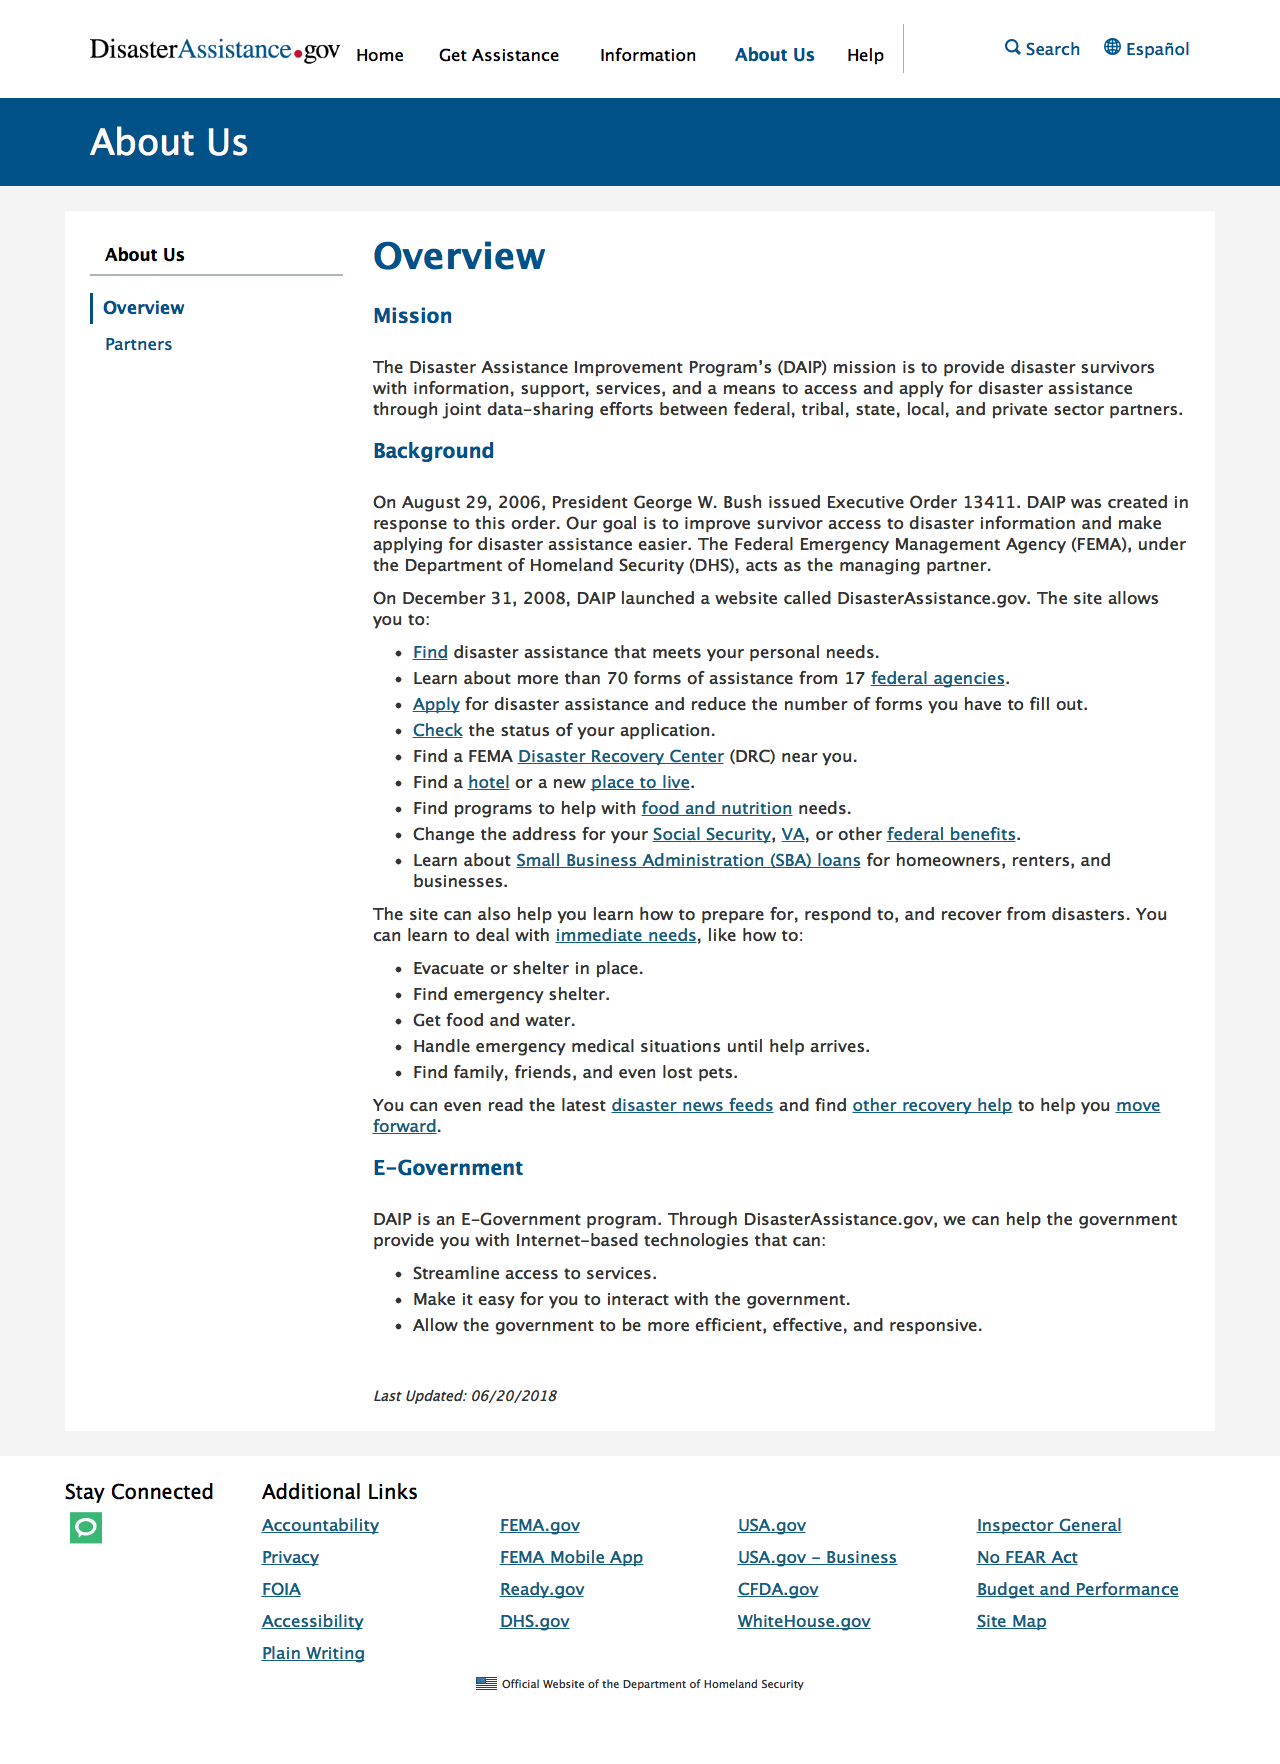 DisasterAssistance.gov
Home
Get Assistance
Information
About Us
Help
Search
Español
About Us
About Us
Overview
Partners
Overview
Mission
The Disaster Assistance Improvement Program’s (DAIP) mission is to provide disaster survivors
with information, support, services, and a means to access and apply for disaster assistance
through joint data-sharing efforts between federal, tribal, state, local, and private sector partners.
Background
On August 29, 2006, President George W. Bush issued Executive Order 13411. DAIP was created in
response to this order. Our goal is to improve survivor access to disaster information and make
applying for disaster assistance easier. The Federal Emergency Management Agency (FEMA), under
the Department of Homeland Security (DHS), acts as the managing partner.
On December 31, 2008, DAIP launched a website called DisasterAssistance.gov. The site allows
you to:
• Find disaster assistance that meets your personal needs.
• Learn about more than 70 forms of assistance from 17 federal agencies.
• Apply for disaster assistance and reduce the number of forms you have to fill out.
• Check the status of your application.
• Find a FEMA Disaster Recovery Center (DRC) near you.
• Find a hotel or a new place to live.
• Find programs to help with food and nutrition needs.
• Change the address for your Social Security, VA, or other federal benefits.
• Learn about Small Business Administration (SBA) loans for homeowners, renters, and
businesses.
The site can also help you learn how to prepare for, respond to, and recover from disasters. You
can learn to deal with immediate needs, like how to:
• Evacuate or shelter in place.
• Find emergency shelter.
• Get food and water.
• Handle emergency medical situations until help arrives.
• Find family, friends, and even lost pets.
You can even read the latest disaster news feeds and find other recovery help to help you move
forward.
E-Government
DAIP is an E-Government program. Through DisasterAssistance.gov, we can help the government
provide you with Internet-based technologies that can:
• Streamline access to services.
• Make it easy for you to interact with the government.
• Allow the government to be more efficient, effective, and responsive.
Last Updated: 06/20/2018
Stay Connected
Additional Links
Accountability
Privacy
FOIA
Accessibility
Plain Writing
FEMA.gov
FEMA Mobile App
Ready.gov
DHS.gov
USA.gov
USA.gov - Business
CFDA.gov
WhiteHouse.gov
Inspector General
No FEAR Act
Budget and Performance
Site Map
Official Website of the Department of Homeland Security